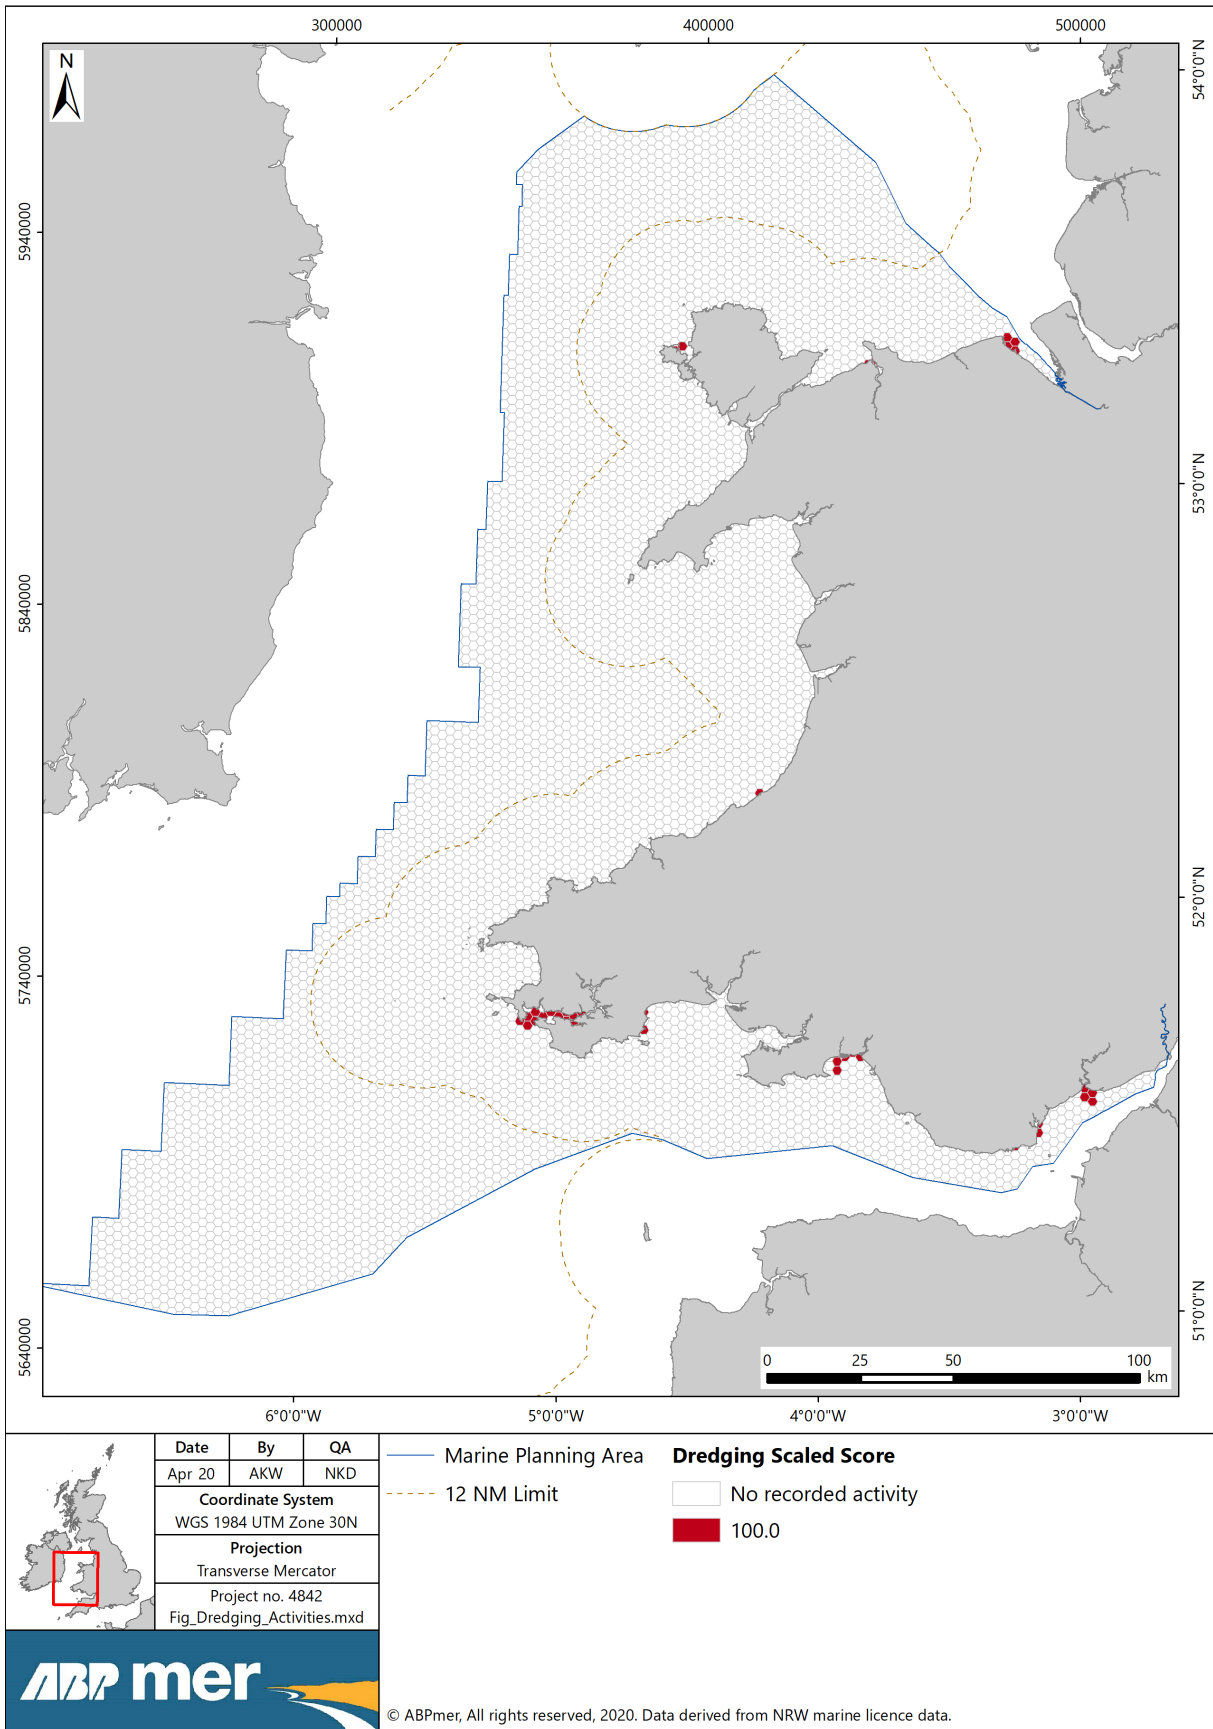 300000
400000
500000
N
54°0'0"N
5940000
53°0'0"N
5840000
52°0'0"N
5740000
51°0'0"N
5640000
0
25
50
100
km
6°0'0"W
5°0'0"W
4°0'0"W
3°0'0"W
Date
By
QA
Apr 20
AKW
NKD
Coordinate System
WGS 1984 UTM Zone 30N
Projection
Transverse Mercator
Project no. 4842
Fig_Dredging_Activities.mxd
ABP mer
Marine Planning Area
12 NM Limit
Dredging Scaled Score
No recorded activity
100.0
© ABPmer, All rights reserved, 2020. Data derived from NRW marine licence data.